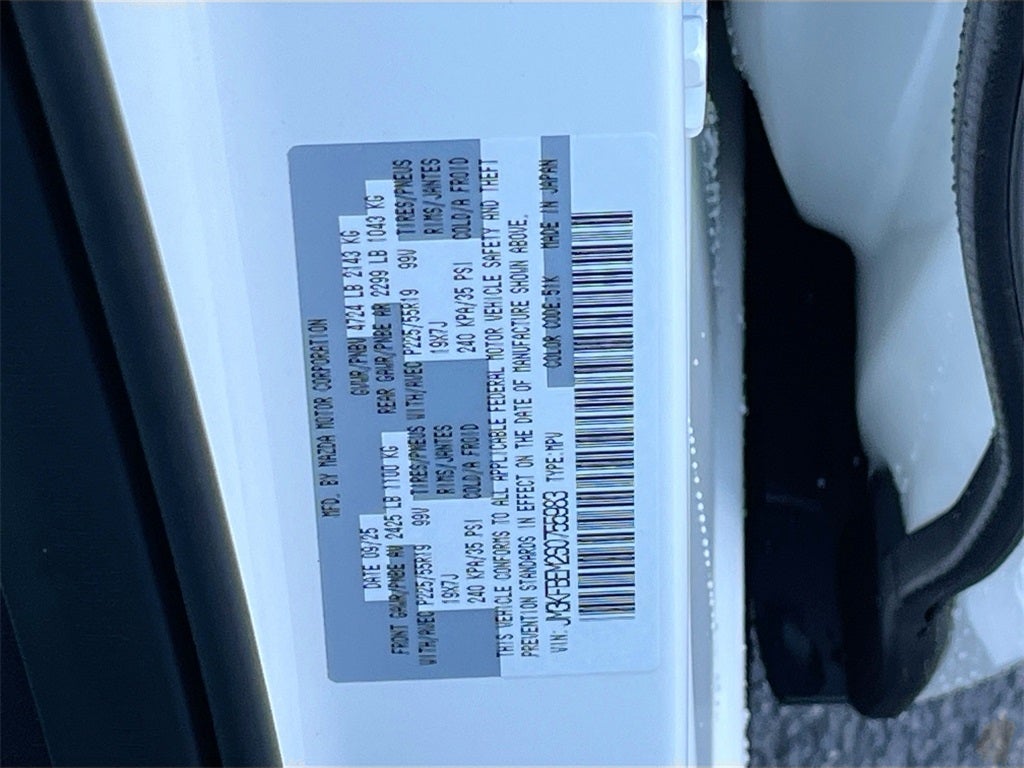 MFD. BY MAZDA MOTOR CORPORATION
DATE 09/25 GVWR/PNBV 4724 LB 2143 KG
FRONT GAWR/PNBE AV 2425 LB 1100 KG REAR GAWR/PNBE AR 2299 LB 1043 KG
WITH/AVEC P225/55R19 99V TIRES/PNEUS WITH/AVEC P225/55R19 99V TIRES/PNEUS
19X7J RIMS/JANTES 19X7J RIMS/JANTES
240 KPA/35 PSI COLD/A FROID 240 KPA/35 PSI COLD/A FROID
THIS VEHICLE CONFORMS TO ALL APPLICABLE FEDERAL MOTOR VEHICLE SAFETY AND THEFT
PREVENTION STANDARDS IN EFFECT ON THE DATE OF MANUFACTURE SHOWN ABOVE.
VIN: JM3KFBEM2S0755983 TYPE:MPV COLOR CODE:51K MADE IN JAPAN